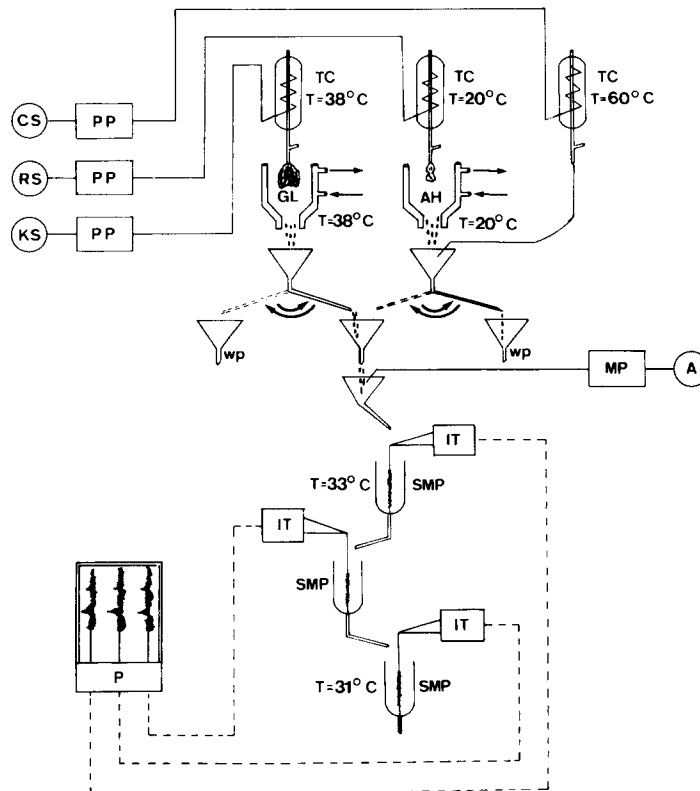 TC
T=38°C
TC
T=20°C
TC
T=60°C
CS
PP
RS
PP
KS
PP
GL
T=38°C
AH
T=20°C
wp
wp
MP
A
IT
T=33°C
SMP
IT
SMP
IT
P
T=31°C
SMP